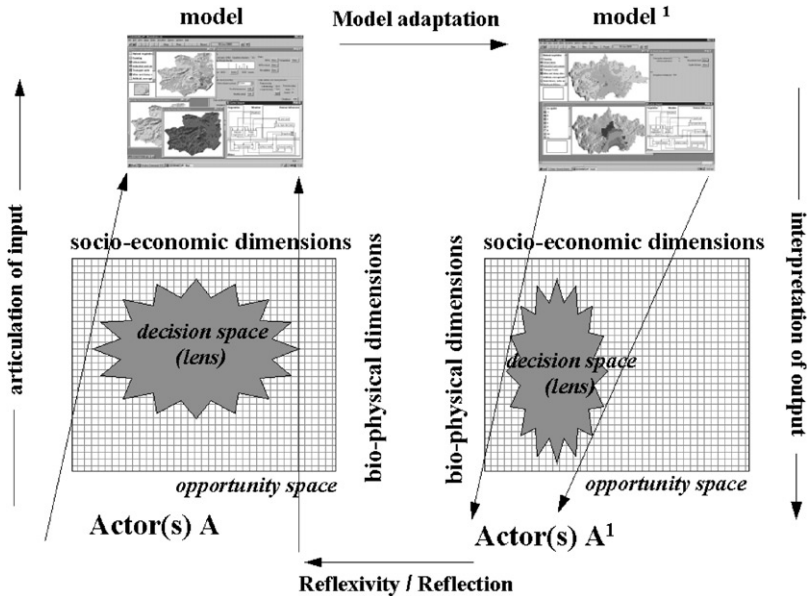 model
Model adaptation
model 1
articulation of input
interpretation of output
socio-economic dimensions
bio-physical dimensions
decision space
(lens)
opportunity space
Actor(s) A
bio-physical dimensions
socio-economic dimensions
decision space
(lens)
opportunity space
Actor(s) A1
Reflexivity / Reflection